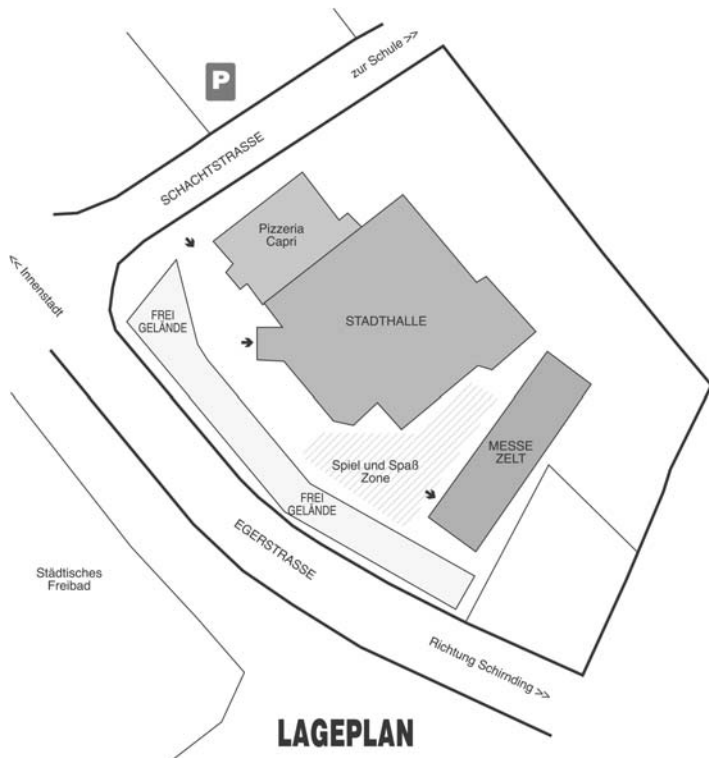 P
zur Schule >>
SCHACHTSTRASSE
<< Innenstadt
Pizzeria
Capri
FREI
GELÄNDE
STADTHALLE
MESSE
ZELT
Spiel und Spaß
Zone
FREI
GELÄNDE
EGERSTRASSE
Städtisches
Freibad
Richtung Schirnding >>
LAGEPLAN